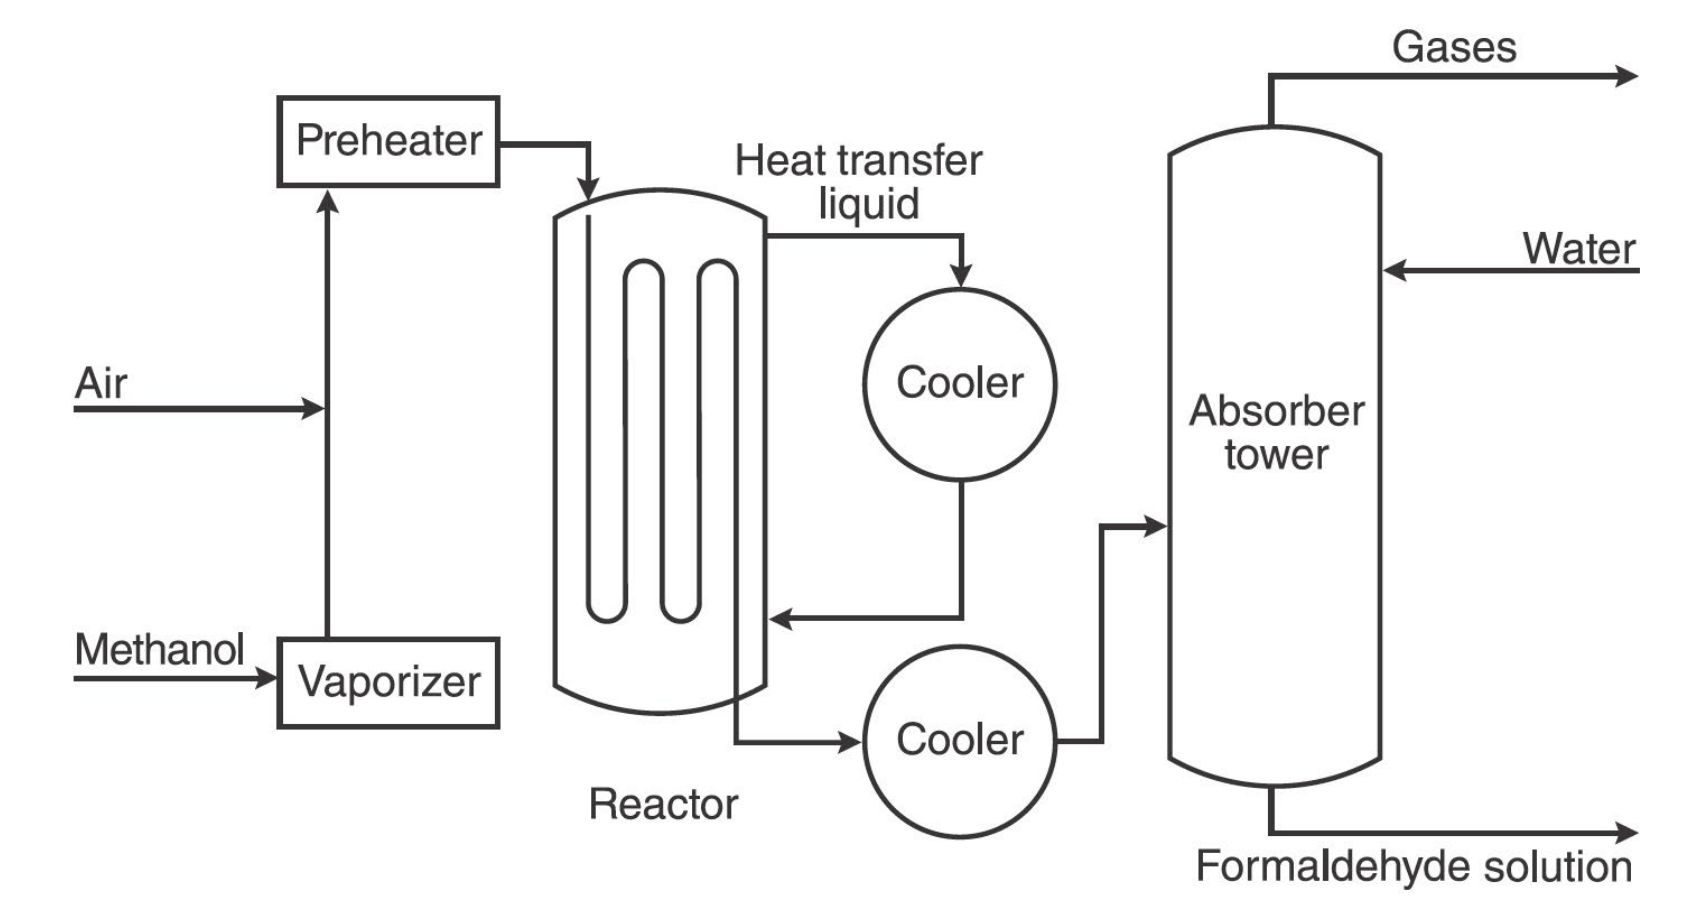 Gases
Preheater
Heat transfer
liquid
Water
Air
Cooler
Absorber
tower
Methanol
Vaporizer
Cooler
Reactor
Formaldehyde solution